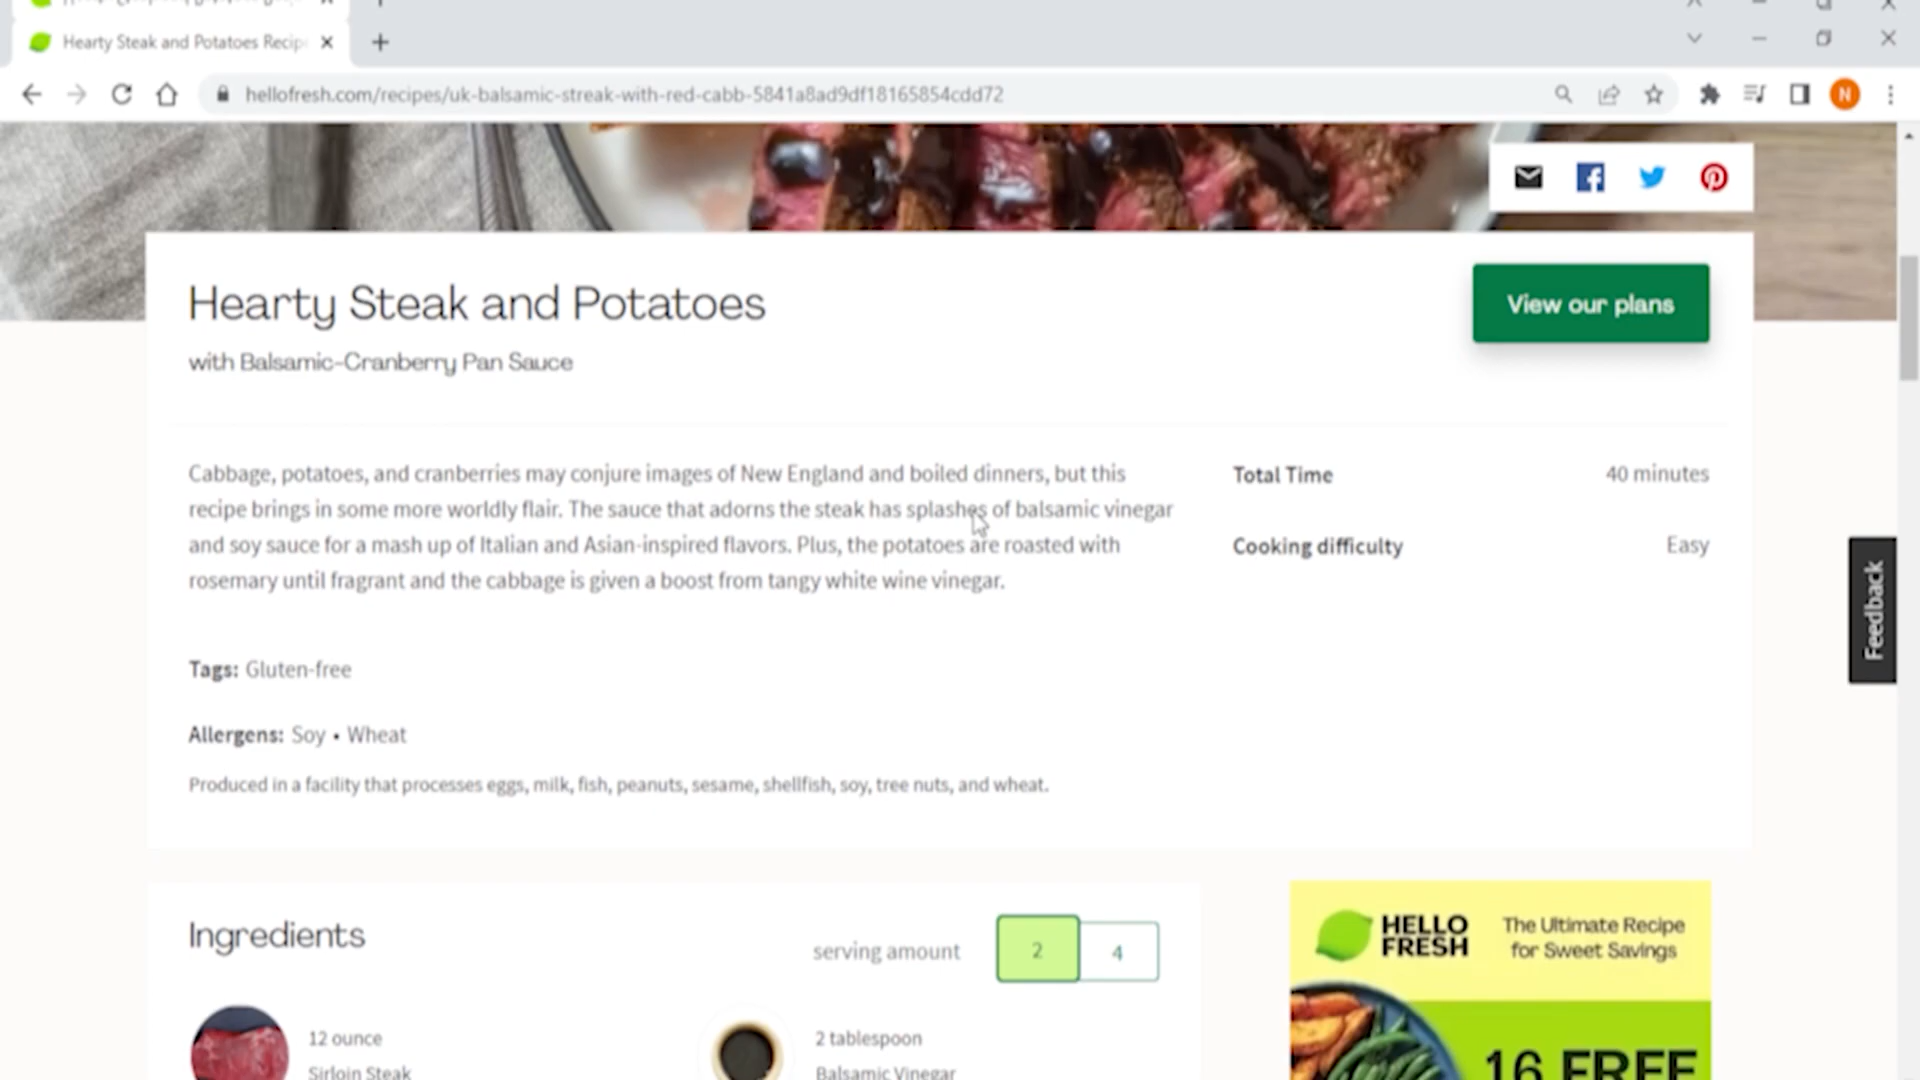 Hearty Steak and Potatoes Recip
hellofresh.com/recipes/uk-balsamic-streak-with-red-cabb-5841a8ad9df18165854cdd72
N
Hearty Steak and Potatoes
View our plans
with Balsamic-Cranberry Pan Sauce
Cabbage, potatoes, and cranberries may conjure images of New England and boiled dinners, but this
recipe brings in some more worldly flair. The sauce that adorns the steak has splashes of balsamic vinegar
and soy sauce for a mash up of Italian and Asian-inspired flavors. Plus, the potatoes are roasted with
rosemary until fragrant and the cabbage is given a boost from tangy white wine vinegar.
Total Time 40 minutes
Cooking difficulty Easy
Feedback
Tags: Gluten-free
Allergens: Soy • Wheat
Produced in a facility that processes eggs, milk, fish, peanuts, sesame, shellfish, soy, tree nuts, and wheat.
Ingredients
serving amount 2 4
12 ounce
Sirloin Steak
2 tablespoon
Balsamic Vinegar
HELLO
FRESH
The Ultimate Recipe
for Sweet Savings
16 FREE